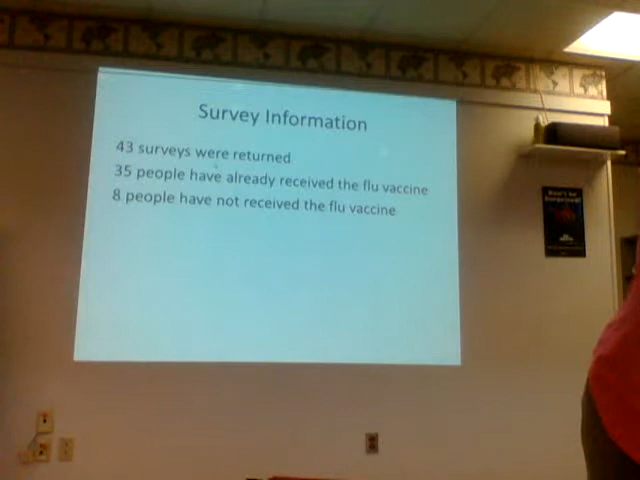 Survey Information
43 surveys were returned
35 people have already received the flu vaccine
8 people have not received the flu vaccine